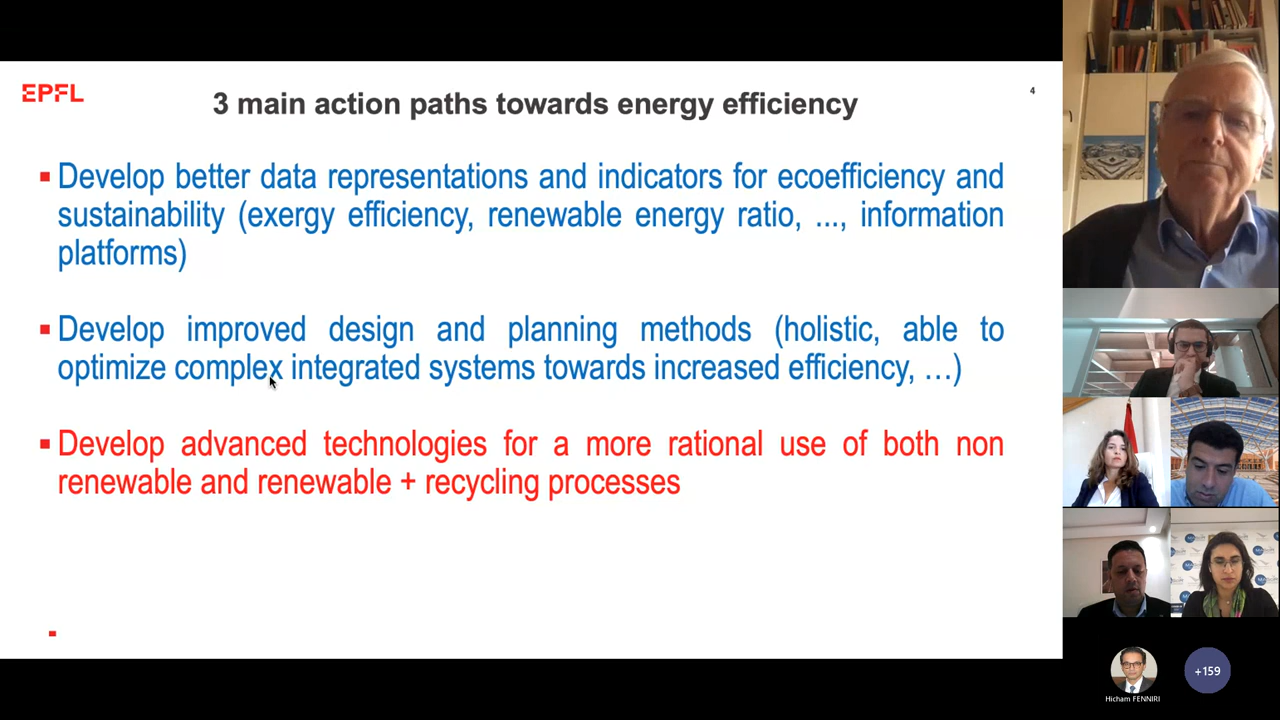 EPFL
3 main action paths towards energy efficiency
4
▪ Develop better data representations and indicators for ecoefficiency and
sustainability (exergy efficiency, renewable energy ratio, ..., information
platforms)
▪ Develop improved design and planning methods (holistic, able to
optimize complex integrated systems towards increased efficiency, …)
▪ Develop advanced technologies for a more rational use of both non
renewable and renewable + recycling processes
Hicham FENNIRI
+159